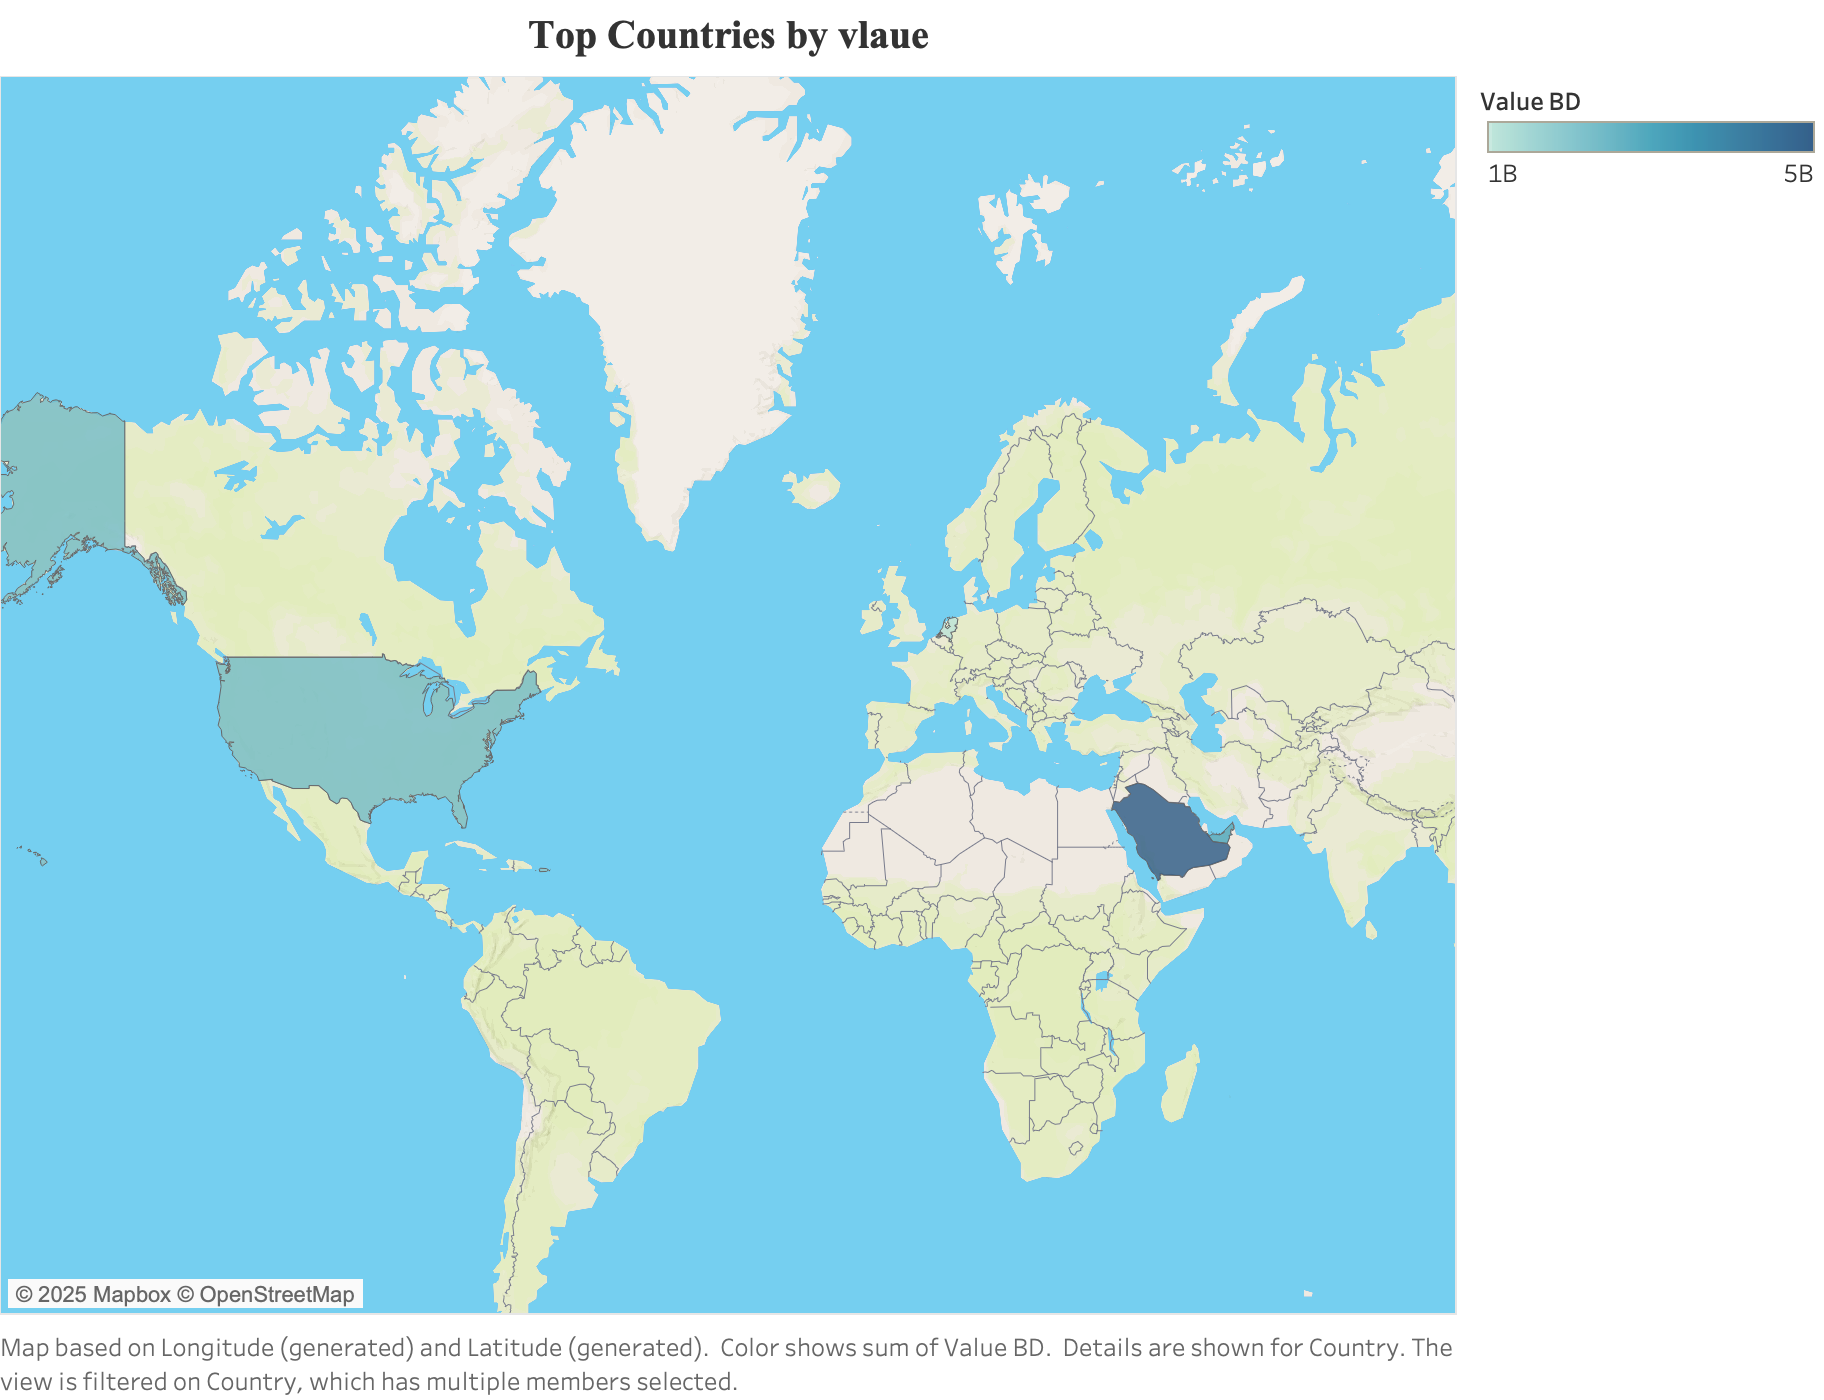 Top Countries by vlaue
Value BD
1B 5B
© 2025 Mapbox © OpenStreetMap
Map based on Longitude (generated) and Latitude (generated).  Color shows sum of Value BD.  Details are shown for Country. The
view is filtered on Country, which has multiple members selected.